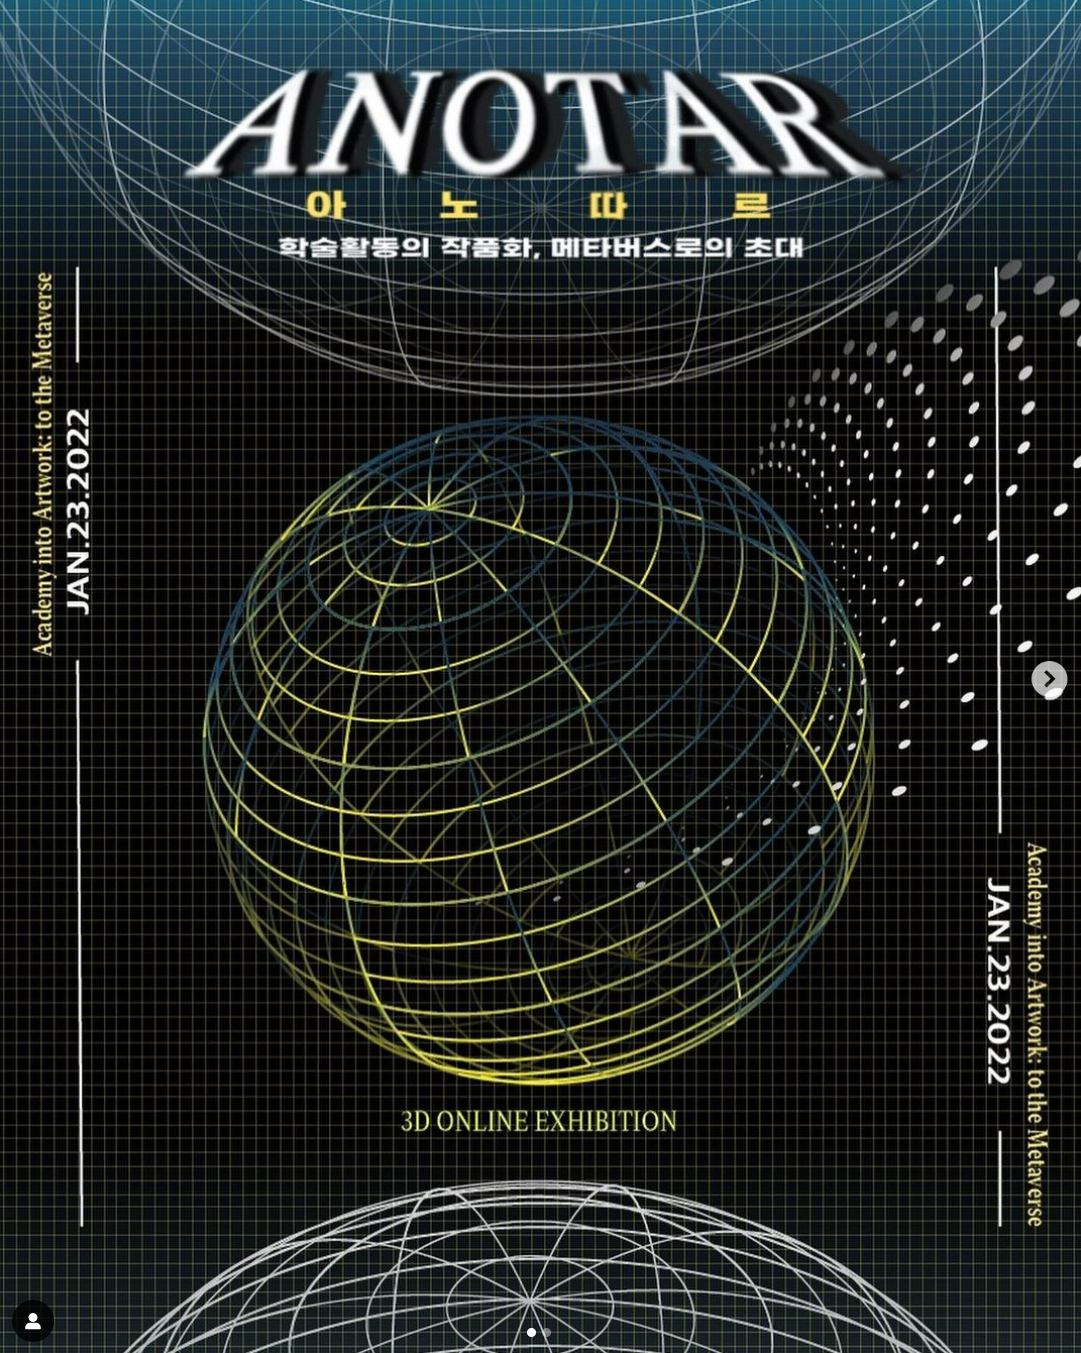 ANOTAR
아 노 따 르
학술활동의 작품화, 메타버스로의 초대
Academy into Artwork: to the Metaverse
JAN.23.2022
3D ONLINE EXHIBITION
JAN.23.2022
Academy into Artwork: to the Metaverse